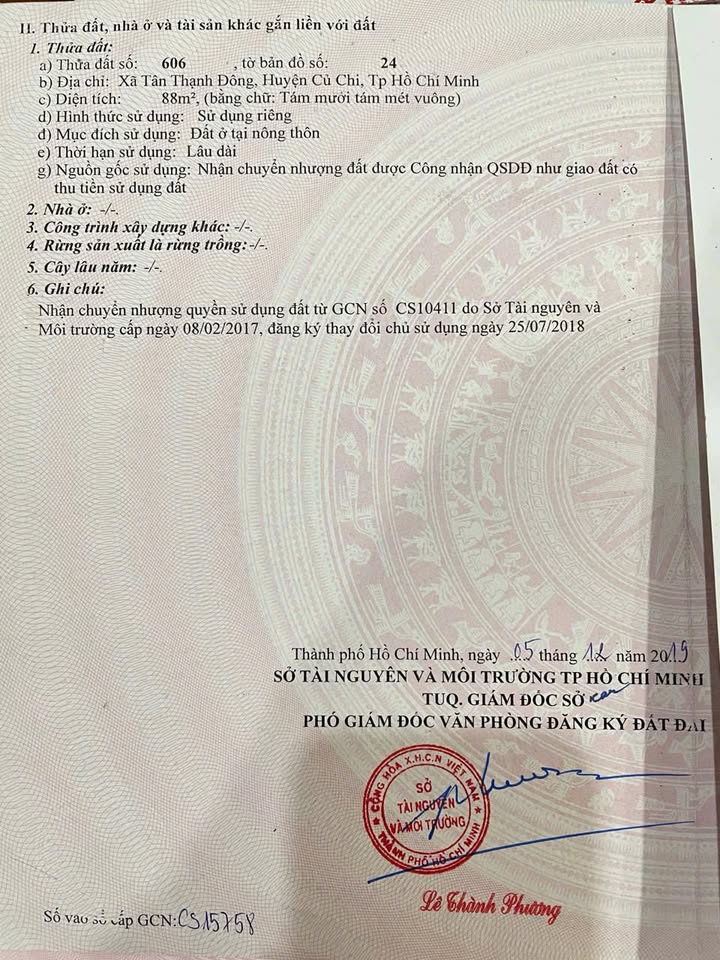 II. Thửa đất, nhà ở và tài sản khác gắn liền với đất
1. Thửa đất:
a) Thửa đất số: 606 , tờ bản đồ số: 24
b) Địa chỉ: Xã Tân Thạnh Đông, Huyện Củ Chi, Tp Hồ Chí Minh
c) Diện tích: 88m², (bằng chữ: Tám mươi tám mét vuông)
d) Hình thức sử dụng: Sử dụng riêng
đ) Mục đích sử dụng: Đất ở tại nông thôn
e) Thời hạn sử dụng: Lâu dài
g) Nguồn gốc sử dụng: Nhận chuyển nhượng đất được Công nhận QSDĐ như giao đất có
thu tiền sử dụng đất
2. Nhà ở: -/-.
3. Công trình xây dựng khác: -/-.
4. Rừng sản xuất là rừng trồng: -/-.
5. Cây lâu năm: -/-.
6. Ghi chú:
Nhận chuyển nhượng quyền sử dụng đất từ GCN số CS10411 do Sở Tài nguyên và
Môi trường cấp ngày 08/02/2017, đăng ký thay đổi chủ sử dụng ngày 25/07/2018
Thành phố Hồ Chí Minh, ngày 05 tháng 12 năm 2019
SỞ TÀI NGUYÊN VÀ MÔI TRƯỜNG TP HỒ CHÍ MINH
TUQ. GIÁM ĐỐC SỞ
PHÓ GIÁM ĐỐC VĂN PHÒNG ĐĂNG KÝ ĐẤT ĐAI
CỘNG HÒA X.H.C.N VIỆT NAM
SỞ
TÀI NGUYÊN
VÀ MÔI TRƯỜNG
THÀNH PHỐ HỒ CHÍ MINH
Lê Thành Phương
Số vào sổ cấp GCN: CS15758